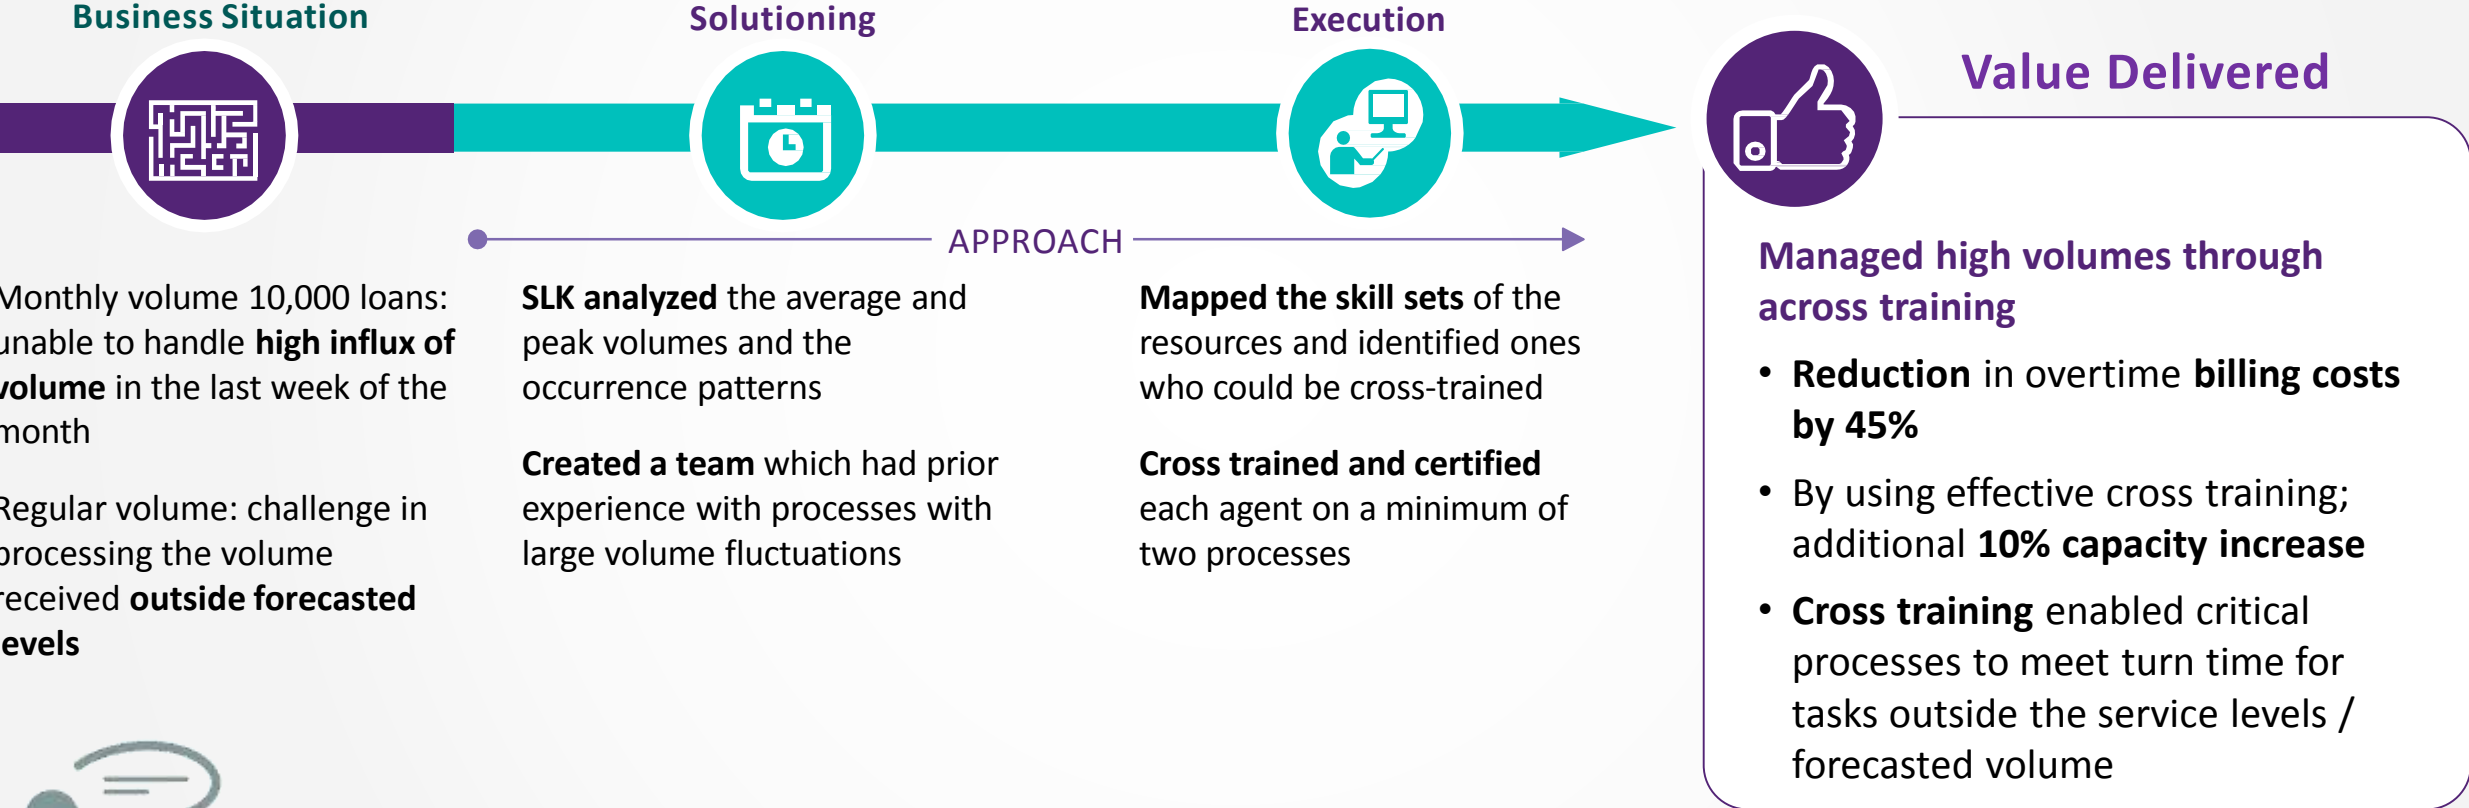 Business Situation
Solutioning
Execution
Value Delivered
APPROACH
Monthly volume 10,000 loans:
unable to handle high influx of
volume in the last week of the
month
Regular volume: challenge in
processing the volume
received outside forecasted
levels
SLK analyzed the average and
peak volumes and the
occurrence patterns
Created a team which had prior
experience with processes with
large volume fluctuations
Mapped the skill sets of the
resources and identified ones
who could be cross-trained
Cross trained and certified
each agent on a minimum of
two processes
Managed high volumes through
across training
• Reduction in overtime billing costs
by 45%
• By using effective cross training;
additional 10% capacity increase
• Cross training enabled critical
processes to meet turn time for
tasks outside the service levels /
forecasted volume